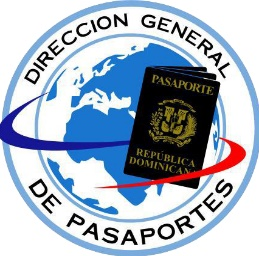 DIRECCION GENERAL
PASAPORTE
REPÚBLICA
DOMINICANA
DE PASAPORTES